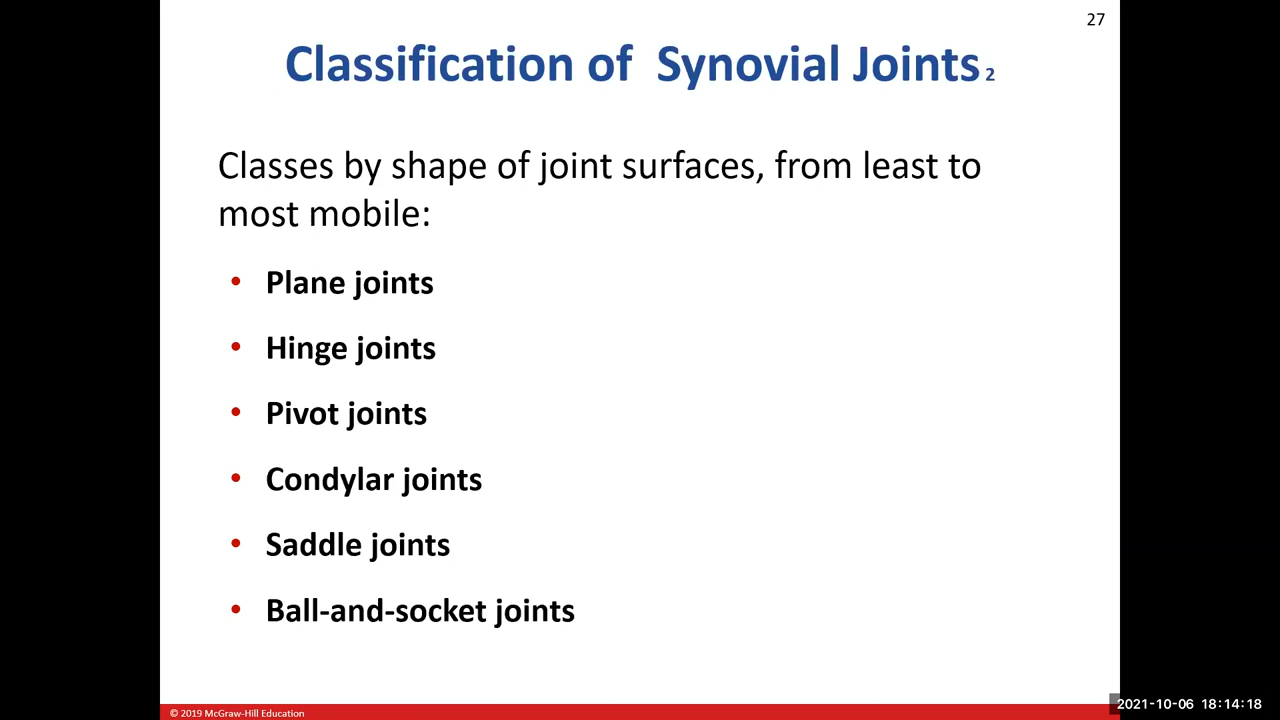 27
Classification of Synovial Joints 2
Classes by shape of joint surfaces, from least to
most mobile:
• Plane joints
• Hinge joints
• Pivot joints
• Condylar joints
• Saddle joints
• Ball-and-socket joints
© 2019 McGraw-Hill Education
2021-10-06 18:14:18